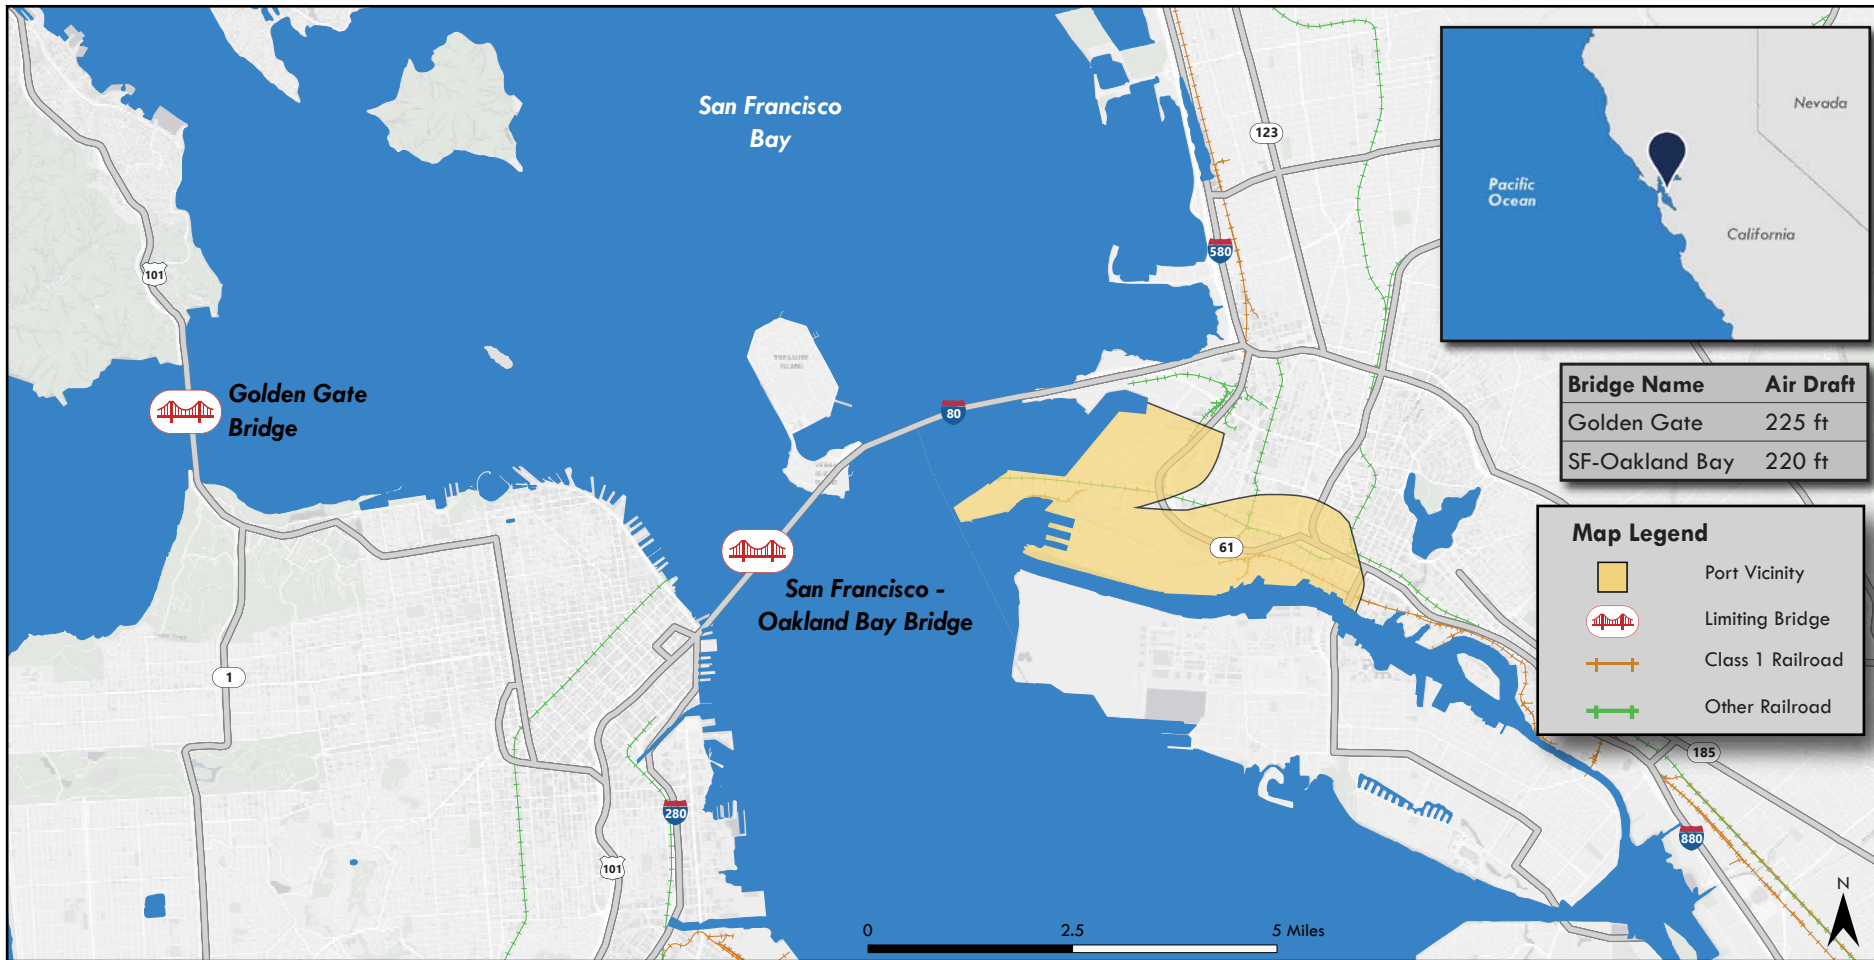 San Francisco
Bay
123
Nevada
Pacific
Ocean
California
580
101
Golden Gate
Bridge
TREASURE
ISLAND
80
Bridge Name Air Draft
Golden Gate 225 ft
SF-Oakland Bay 220 ft
61
San Francisco -
Oakland Bay Bridge
Map Legend
Port Vicinity
Limiting Bridge
Class 1 Railroad
Other Railroad
1
185
280
880
101
N
0 2.5 5 Miles